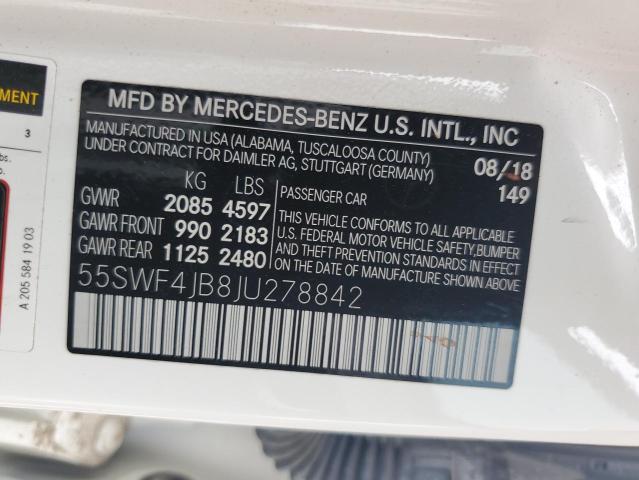 MFD BY MERCEDES-BENZ U.S. INTL., INC
MANUFACTURED IN USA (ALABAMA, TUSCALOOSA COUNTY)
UNDER CONTRACT FOR DAIMLER AG, STUTTGART (GERMANY)
08/18
149
KG LBS
GWR 2085 4597
GAWR FRONT 990 2183
GAWR REAR 1125 2480
PASSENGER CAR
THIS VEHICLE CONFORMS TO ALL APPLICABLE
U.S. FEDERAL MOTOR VEHICLE SAFETY, BUMPER
AND THEFT PREVENTION STANDARDS IN EFFECT
ON THE DATE OF MANUFACTURE SHOWN ABOVE.
55SWF4JB8JU278842
MENT
3
bs.
A 205 584 19 03